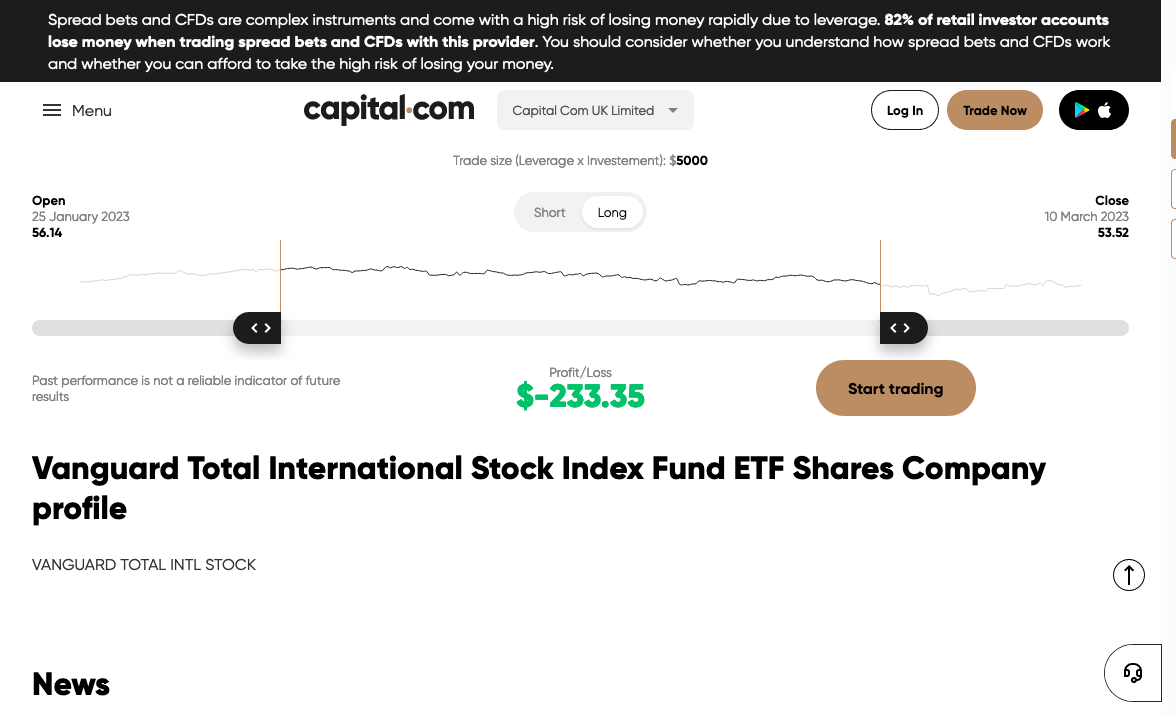 Spread bets and CFDs are complex instruments and come with a high risk of losing money rapidly due to leverage. 82% of retail investor accounts
lose money when trading spread bets and CFDs with this provider. You should consider whether you understand how spread bets and CFDs work
and whether you can afford to take the high risk of losing your money.
Menu
capital.com
Capital Com UK Limited
Log In
Trade Now
Trade size (Leverage x Investement): $5000
Open
25 January 2023
56.14
Short
Long
Close
10 March 2023
53.52
Past performance is not a reliable indicator of future
results
Profit/Loss
$-233.35
Start trading
Vanguard Total International Stock Index Fund ETF Shares Company
profile
VANGUARD TOTAL INTL STOCK
News